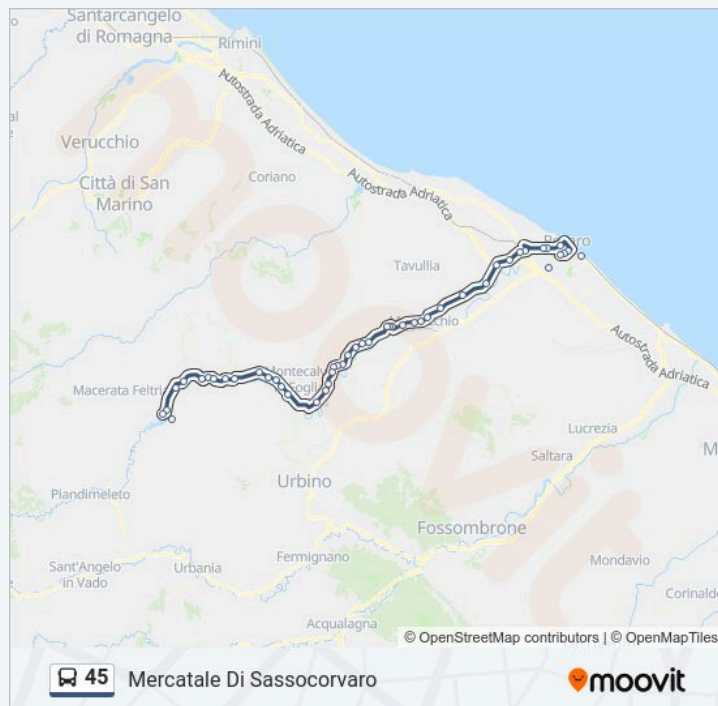 Santarcangelo
di Romagna
Rimini
Autostrada Adriatica
Verucchio
Coriano
Città di San
Marino
Autostrada Adriatica
Tavullia
Autostrada Adriatica
Montecalvo
Macerata Feltria
Lucrezia
Saltara
Urbino
Piandimeleto
Fossombrone
Mondavio
Fermignano
Sant'Angelo
in Vado
Urbania
Corinaldo
Acqualagna
moovit
© OpenStreetMap contributors | © OpenMapTiles
45
Mercatale Di Sassocorvaro
moovit